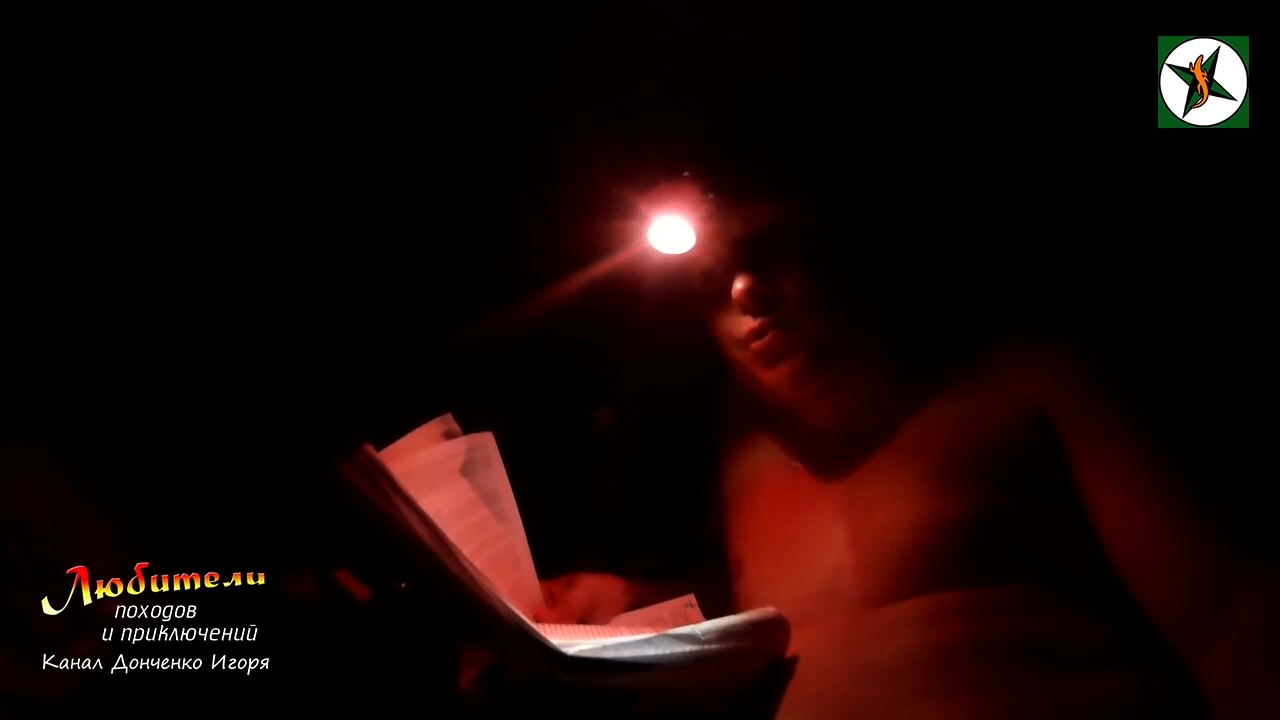 Любители
походов
и приключений
Канал Донченко Игоря